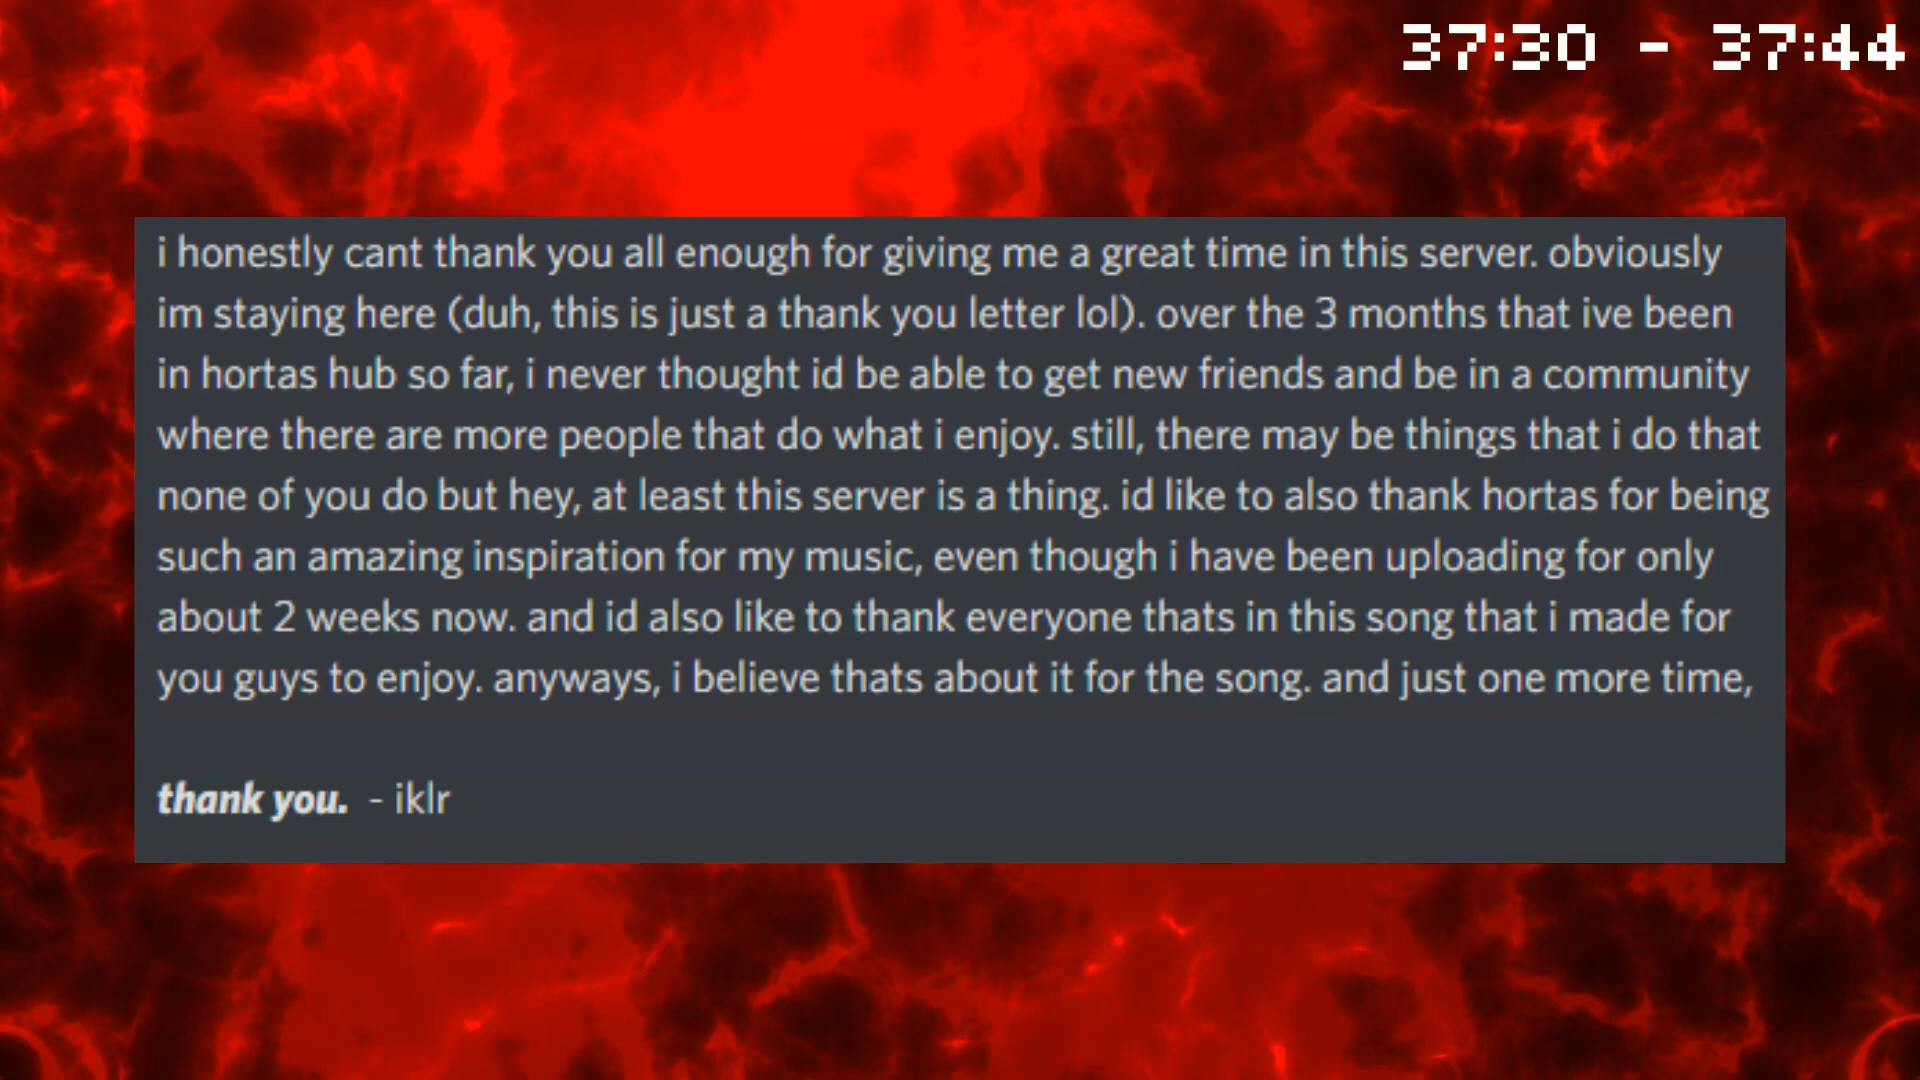 37:30 - 37:44
i honestly cant thank you all enough for giving me a great time in this server. obviously
im staying here (duh, this is just a thank you letter lol). over the 3 months that ive been
in hortas hub so far, i never thought id be able to get new friends and be in a community
where there are more people that do what i enjoy. still, there may be things that i do that
none of you do but hey, at least this server is a thing. id like to also thank hortas for being
such an amazing inspiration for my music, even though i have been uploading for only
about 2 weeks now. and id also like to thank everyone thats in this song that i made for
you guys to enjoy. anyways, i believe thats about it for the song. and just one more time,
thank you. - iklr